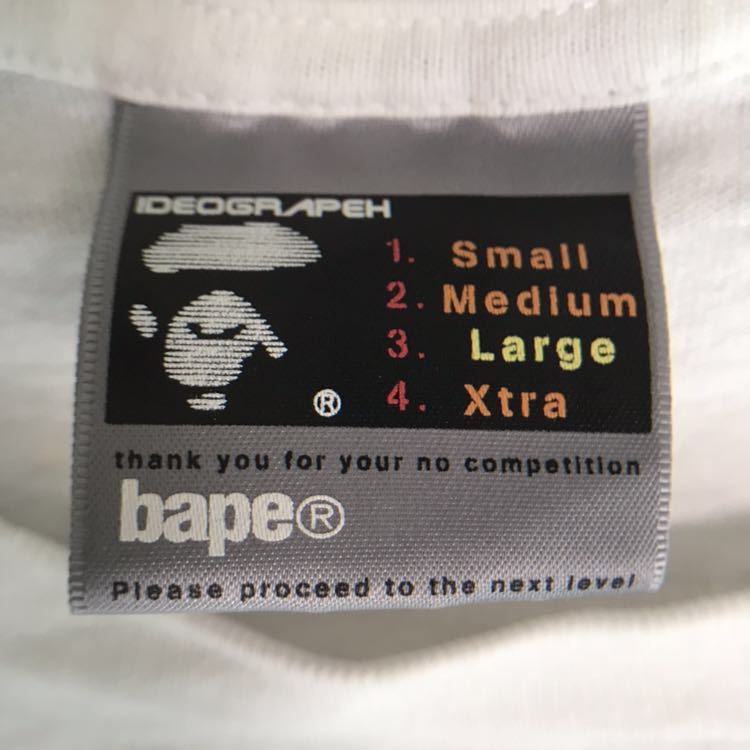 IDEOGRAPEH
1. Small
2. Medium
3. Large
4. Xtra
®
thank you for your no competition
bape®
Please proceed to the next level